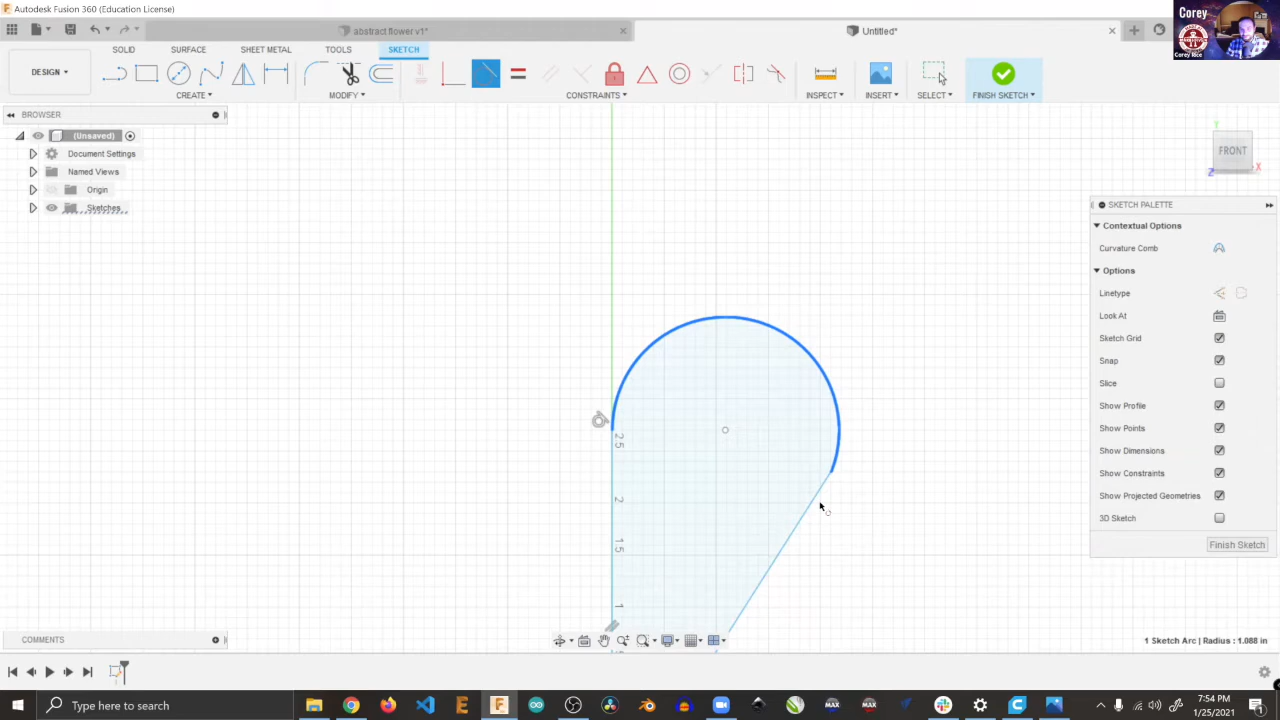 Autodesk Fusion 360 (Education License)
Corey
Corey Rice
abstract flower v1*
Untitled*
SOLID
SURFACE
SHEET METAL
TOOLS
SKETCH
DESIGN
CREATE
MODIFY
CONSTRAINTS
INSPECT
INSERT
SELECT
FINISH SKETCH
BROWSER
(Unsaved)
Document Settings
Named Views
Origin
Sketches
Y
FRONT
Z
X
SKETCH PALETTE
Contextual Options
Curvature Comb
Options
Linetype
Look At
Sketch Grid
Snap
Slice
Show Profile
Show Points
Show Dimensions
Show Constraints
Show Projected Geometries
3D Sketch
Finish Sketch
2.5
2
1.5
1
COMMENTS
1 Sketch Arc | Radius : 1.088 in
Type here to search
MAX
MAX
7:54 PM
1/25/2021